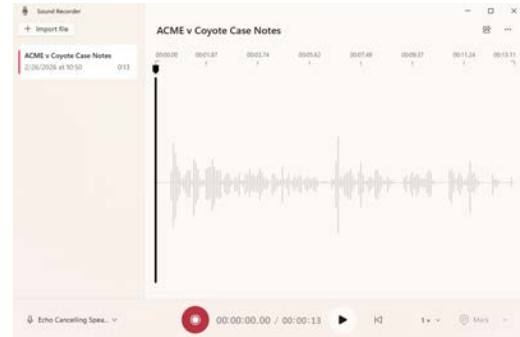 Sound Recorder
+ Import file
ACME v Coyote Case Notes
ACME v Coyote Case Notes
2/26/2026 at 10:50 0:13
00:00.00 00:01.87 00:03.74 00:05.62 00:07.49 00:09.37 00:11.24 00:13.11
Echo Cancelling Spea...
00:00:00.00 / 00:00:13
1x
Mark